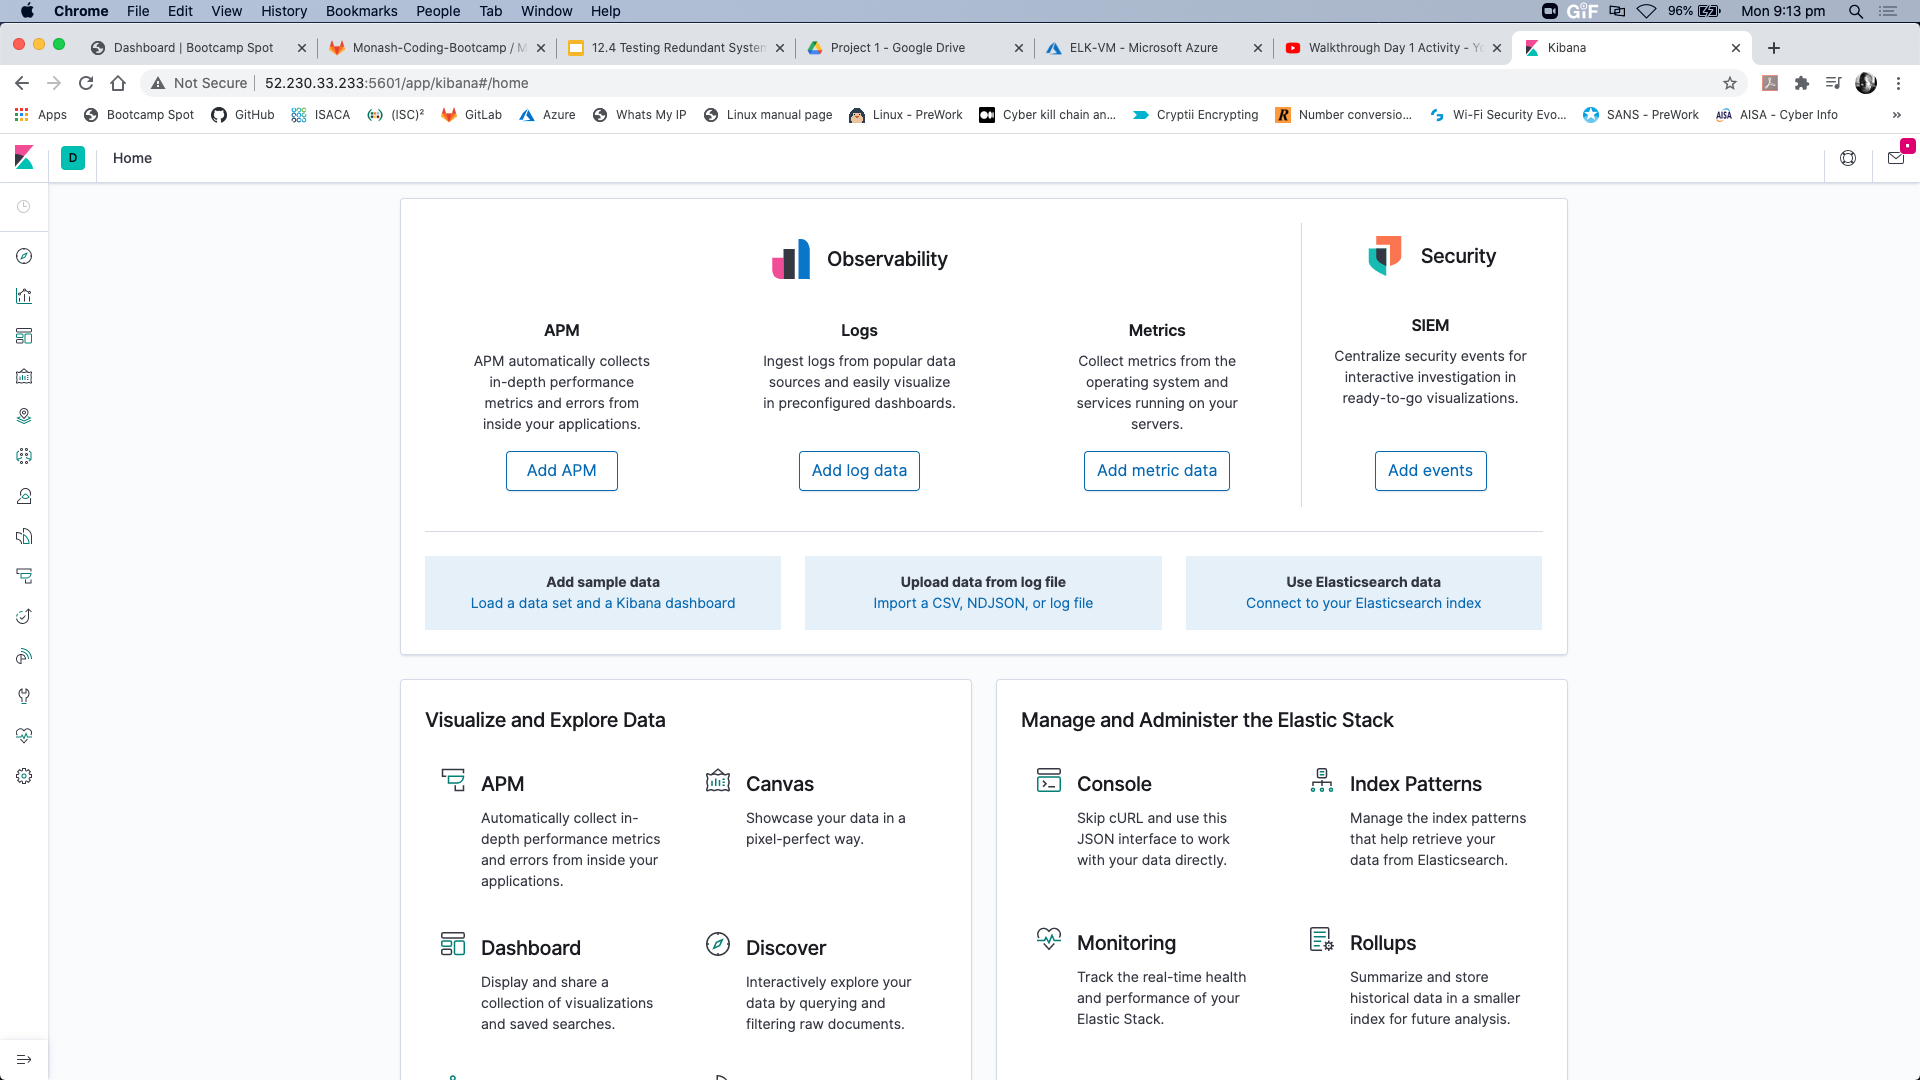 Chrome File Edit View History Bookmarks People Tab Window Help GIF 96% Mon 9:13 pm
Dashboard | Bootcamp Spot Monash-Coding-Bootcamp / M 12.4 Testing Redundant System Project 1 - Google Drive ELK-VM - Microsoft Azure Walkthrough Day 1 Activity - Yo Kibana
Not Secure 52.230.33.233:5601/app/kibana#/home
Apps Bootcamp Spot GitHub ISACA (ISC)² GitLab Azure Whats My IP Linux manual page Linux - PreWork Cyber kill chain an... Cryptii Encrypting Number conversio... Wi-Fi Security Evo... SANS - PreWork AISA AISA - Cyber Info »
D Home
Observability
Security
APM Logs Metrics
SIEM
APM automatically collects
in-depth performance
metrics and errors from
inside your applications.
Ingest logs from popular data
sources and easily visualize
in preconfigured dashboards.
Collect metrics from the
operating system and
services running on your
servers.
Centralize security events for
interactive investigation in
ready-to-go visualizations.
Add APM Add log data Add metric data Add events
Add sample data
Load a data set and a Kibana dashboard
Upload data from log file
Import a CSV, NDJSON, or log file
Use Elasticsearch data
Connect to your Elasticsearch index
Visualize and Explore Data
APM
Automatically collect in-
depth performance metrics
and errors from inside your
applications.
Canvas
Showcase your data in a
pixel-perfect way.
Dashboard
Display and share a
collection of visualizations
and saved searches.
Discover
Interactively explore your
data by querying and
filtering raw documents.
Manage and Administer the Elastic Stack
Console
Skip cURL and use this
JSON interface to work
with your data directly.
Index Patterns
Manage the index patterns
that help retrieve your
data from Elasticsearch.
Monitoring
Track the real-time health
and performance of your
Elastic Stack.
Rollups
Summarize and store
historical data in a smaller
index for future analysis.